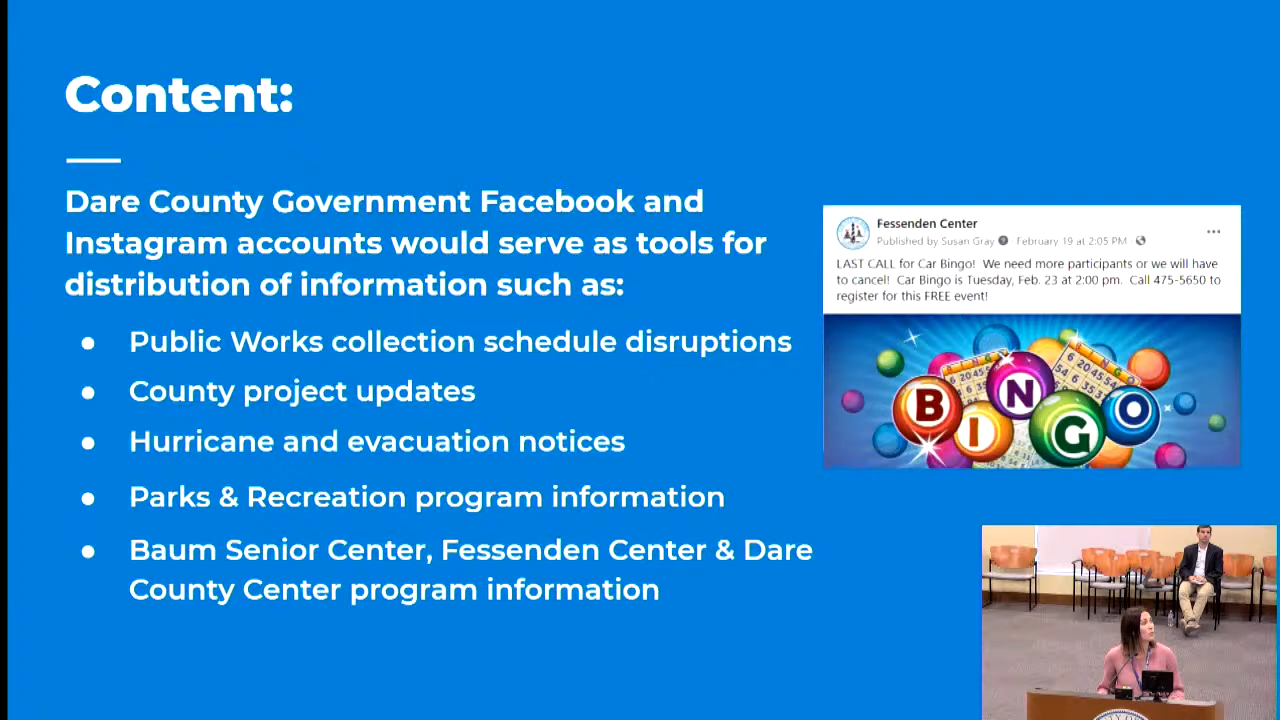 Content:
Dare County Government Facebook and
Instagram accounts would serve as tools for
distribution of information such as:
● Public Works collection schedule disruptions
● County project updates
● Hurricane and evacuation notices
● Parks & Recreation program information
● Baum Senior Center, Fessenden Center & Dare
County Center program information
Fessenden Center
Published by Susan Gray · February 19 at 2:05 PM ·
LAST CALL for Car Bingo! We need more participants or we will have
to cancel! Car Bingo is Tuesday, Feb. 23 at 2:00 pm. Call 475-5650 to
register for this FREE event!
BINGO